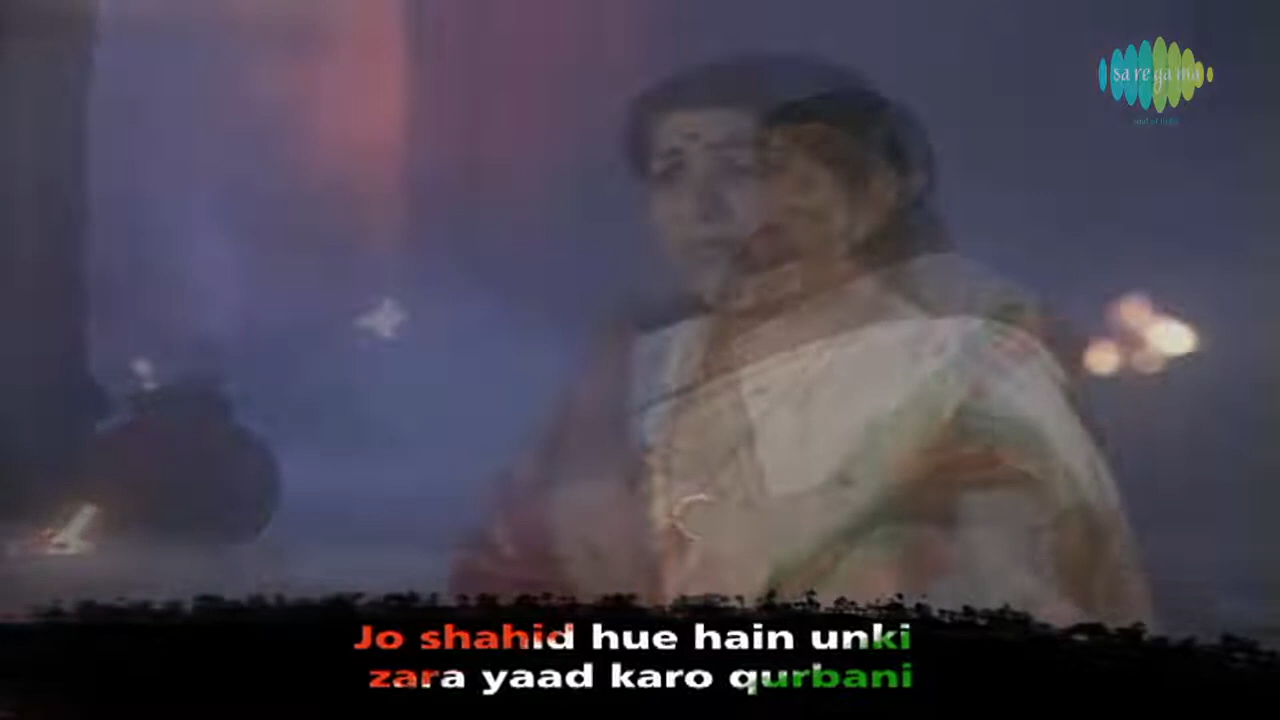 sa re ga ma
Jo shahid hue hain unki
zara yaad karo qurbani